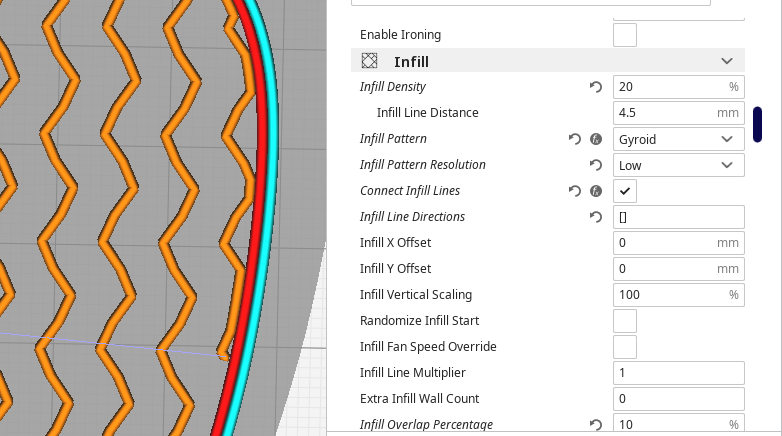 Enable Ironing
Infill
Infill Density 20 %
Infill Line Distance 4.5 mm
Infill Pattern Gyroid
Infill Pattern Resolution Low
Connect Infill Lines
Infill Line Directions []
Infill X Offset 0 mm
Infill Y Offset 0 mm
Infill Vertical Scaling 100 %
Randomize Infill Start
Infill Fan Speed Override
Infill Line Multiplier 1
Extra Infill Wall Count 0
Infill Overlap Percentage 10 %